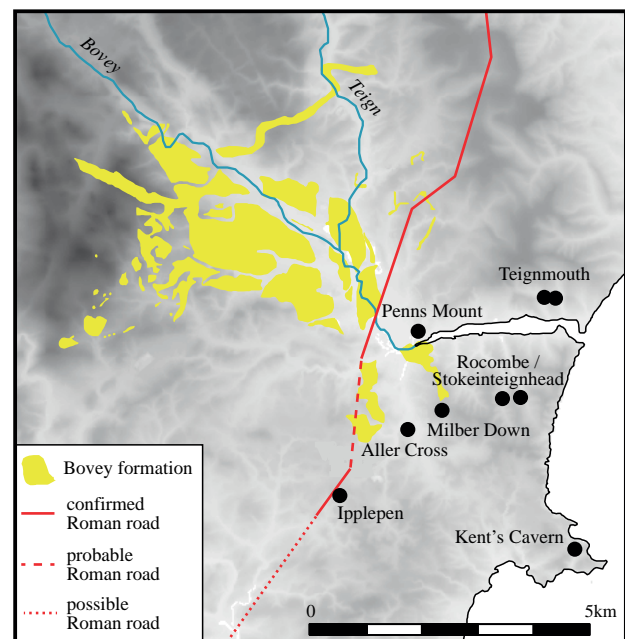 Bovey
Teign
Teignmouth
Penns Mount
Rocombe /
Stokeinteignhead
Milber Down
Aller Cross
Ipplepen
Kent's Cavern
Bovey formation
confirmed
Roman road
probable
Roman road
possible
Roman road
0
5km